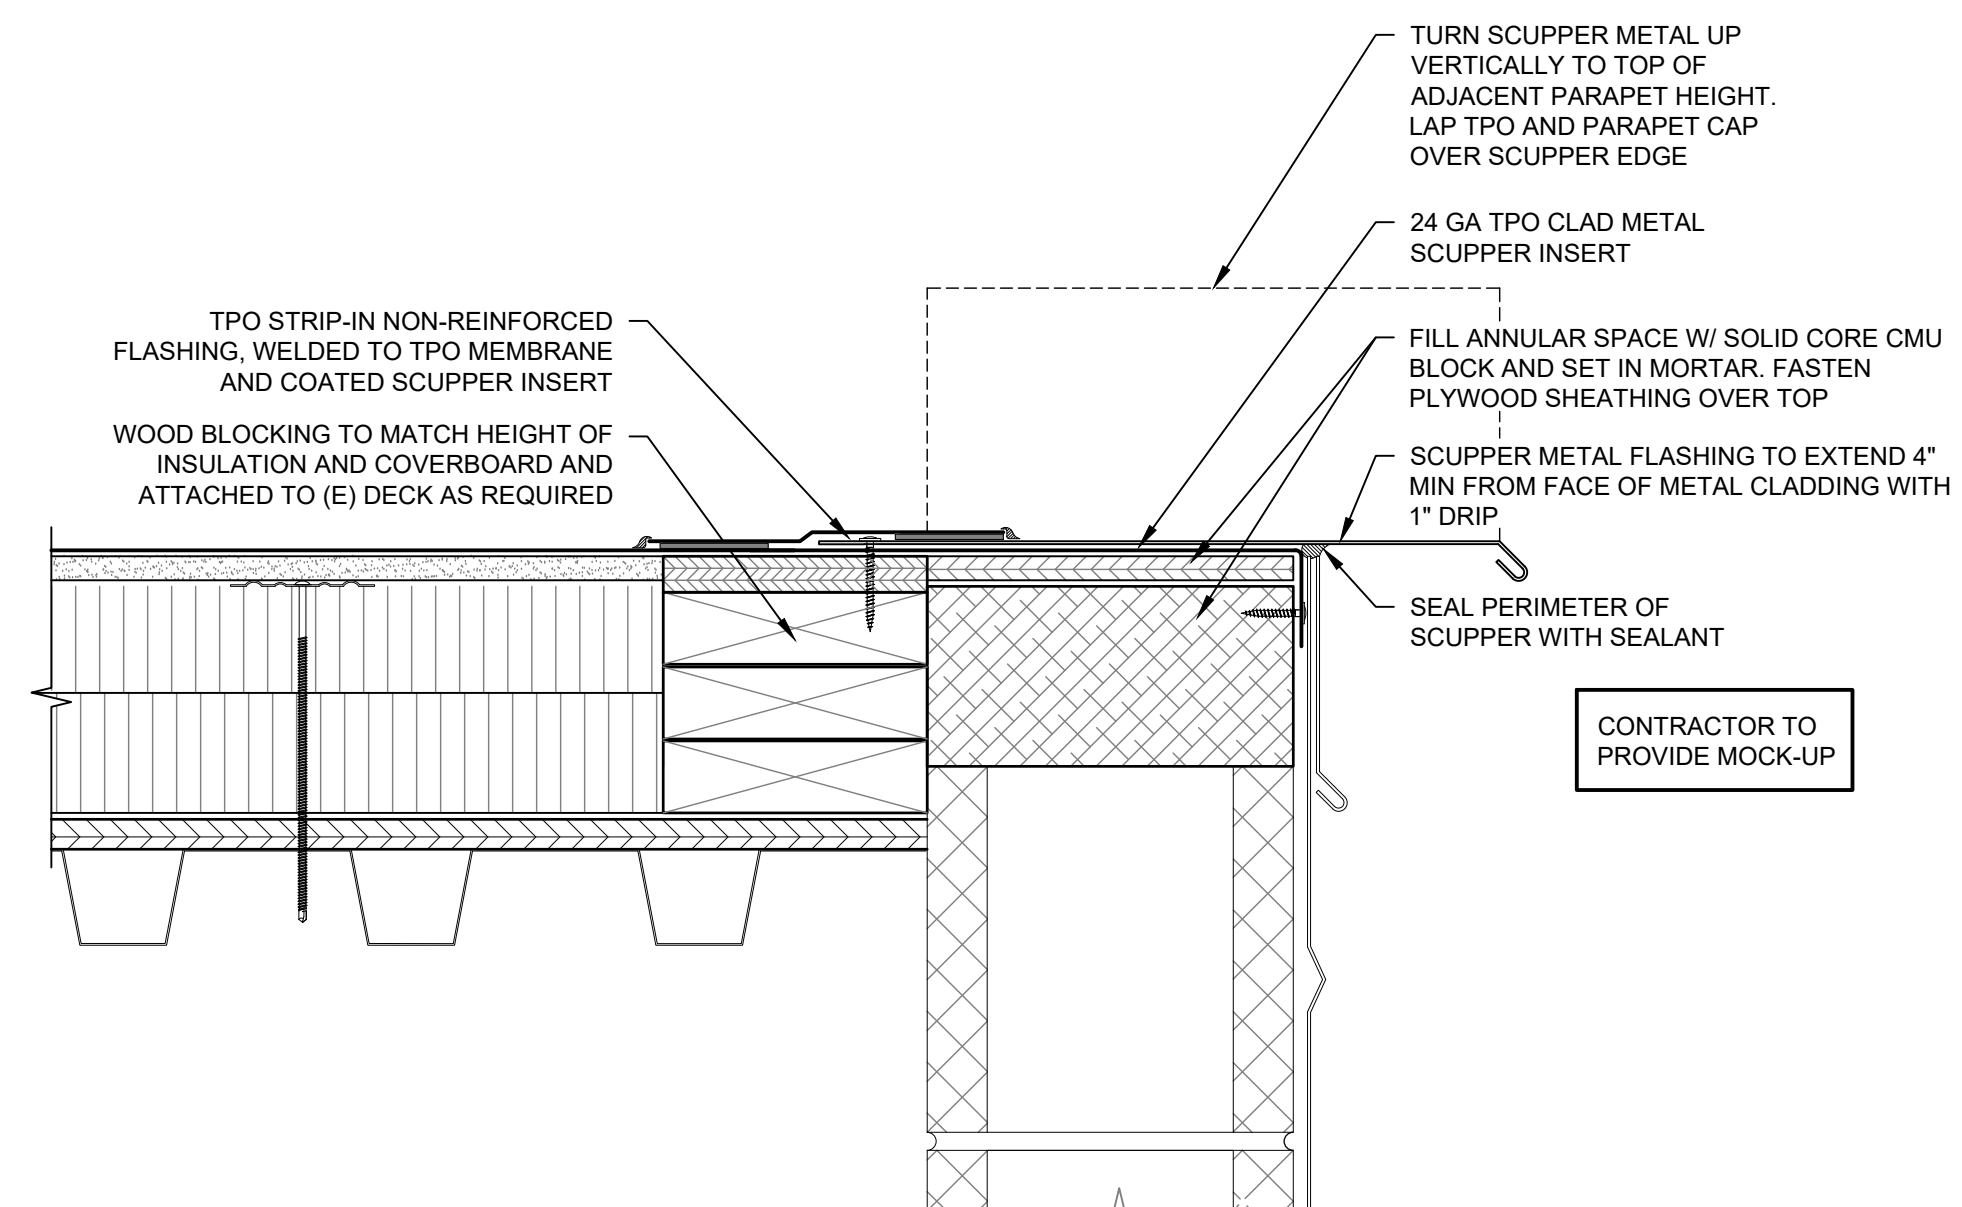 TURN SCUPPER METAL UP
VERTICALLY TO TOP OF
ADJACENT PARAPET HEIGHT.
LAP TPO AND PARAPET CAP
OVER SCUPPER EDGE
24 GA TPO CLAD METAL
SCUPPER INSERT
TPO STRIP-IN NON-REINFORCED
FLASHING, WELDED TO TPO MEMBRANE
AND COATED SCUPPER INSERT
FILL ANNULAR SPACE W/ SOLID CORE CMU
BLOCK AND SET IN MORTAR. FASTEN
PLYWOOD SHEATHING OVER TOP
WOOD BLOCKING TO MATCH HEIGHT OF
INSULATION AND COVERBOARD AND
ATTACHED TO (E) DECK AS REQUIRED
SCUPPER METAL FLASHING TO EXTEND 4"
MIN FROM FACE OF METAL CLADDING WITH
1" DRIP
SEAL PERIMETER OF
SCUPPER WITH SEALANT
CONTRACTOR TO
PROVIDE MOCK-UP